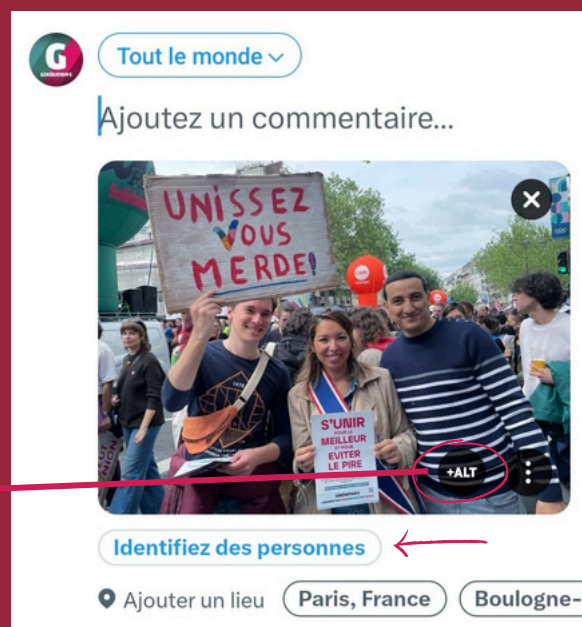 G
GÉNÉRATION•S
Tout le monde
Ajoutez un commentaire...
UNiSSEZ
VOUS
MERDE!
S'UNIR
POUR LE
MEILLEUR
ET POUR
EVITER
LE PIRE
+ALT
Identifiez des personnes
Ajouter un lieu
Paris, France
Boulogne-